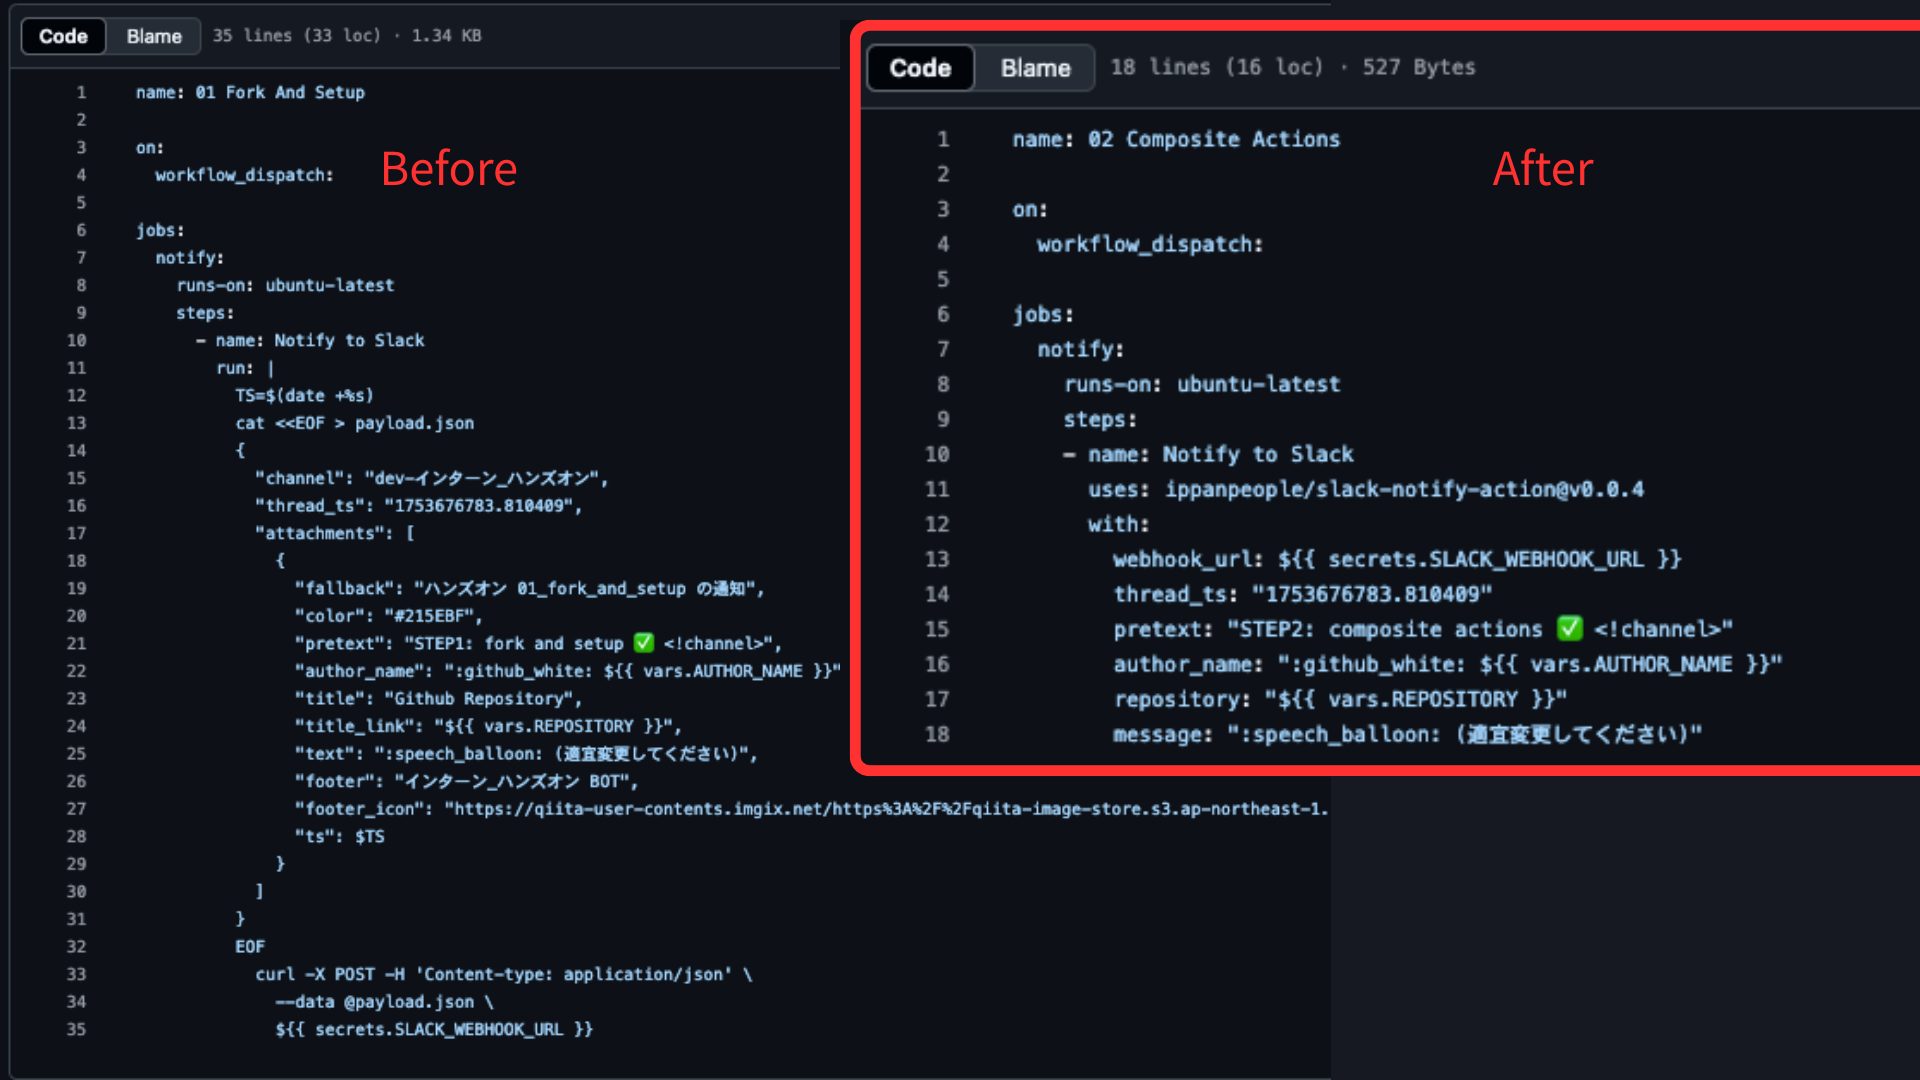 Code Blame 35 lines (33 loc) · 1.34 KB
Before
1 name: 01 Fork And Setup
2
3 on:
4 workflow_dispatch:
5
6 jobs:
7 notify:
8 runs-on: ubuntu-latest
9 steps:
10 - name: Notify to Slack
11 run: |
12 TS=$(date +%s)
13 cat <<EOF > payload.json
14 {
15 "channel": "dev-インターン_ハンズオン",
16 "thread_ts": "1753676783.810409",
17 "attachments": [
18 {
19 "fallback": "ハンズオン 01_fork_and_setup の通知",
20 "color": "#215EBF",
21 "pretext": "STEP1: fork and setup ✅ <!channel>",
22 "author_name": ":github_white: ${{ vars.AUTHOR_NAME }}"
23 "title": "Github Repository",
24 "title_link": "${{ vars.REPOSITORY }}",
25 "text": ":speech_balloon: (適宜変更してください)",
26 "footer": "インターン_ハンズオン BOT",
27 "footer_icon": "https://qiita-user-contents.imgix.net/https%3A%2F%2Fqiita-image-store.s3.ap-northeast-1.
28 "ts": $TS
29 }
30 ]
31 }
32 EOF
33 curl -X POST -H 'Content-type: application/json' \
34 --data @payload.json \
35 ${{ secrets.SLACK_WEBHOOK_URL }}
Code Blame 18 lines (16 loc) · 527 Bytes
After
1 name: 02 Composite Actions
2
3 on:
4 workflow_dispatch:
5
6 jobs:
7 notify:
8 runs-on: ubuntu-latest
9 steps:
10 - name: Notify to Slack
11 uses: ippanpeople/slack-notify-action@v0.0.4
12 with:
13 webhook_url: ${{ secrets.SLACK_WEBHOOK_URL }}
14 thread_ts: "1753676783.810409"
15 pretext: "STEP2: composite actions ✅ <!channel>"
16 author_name: ":github_white: ${{ vars.AUTHOR_NAME }}"
17 repository: "${{ vars.REPOSITORY }}"
18 message: ":speech_balloon: (適宜変更してください)"